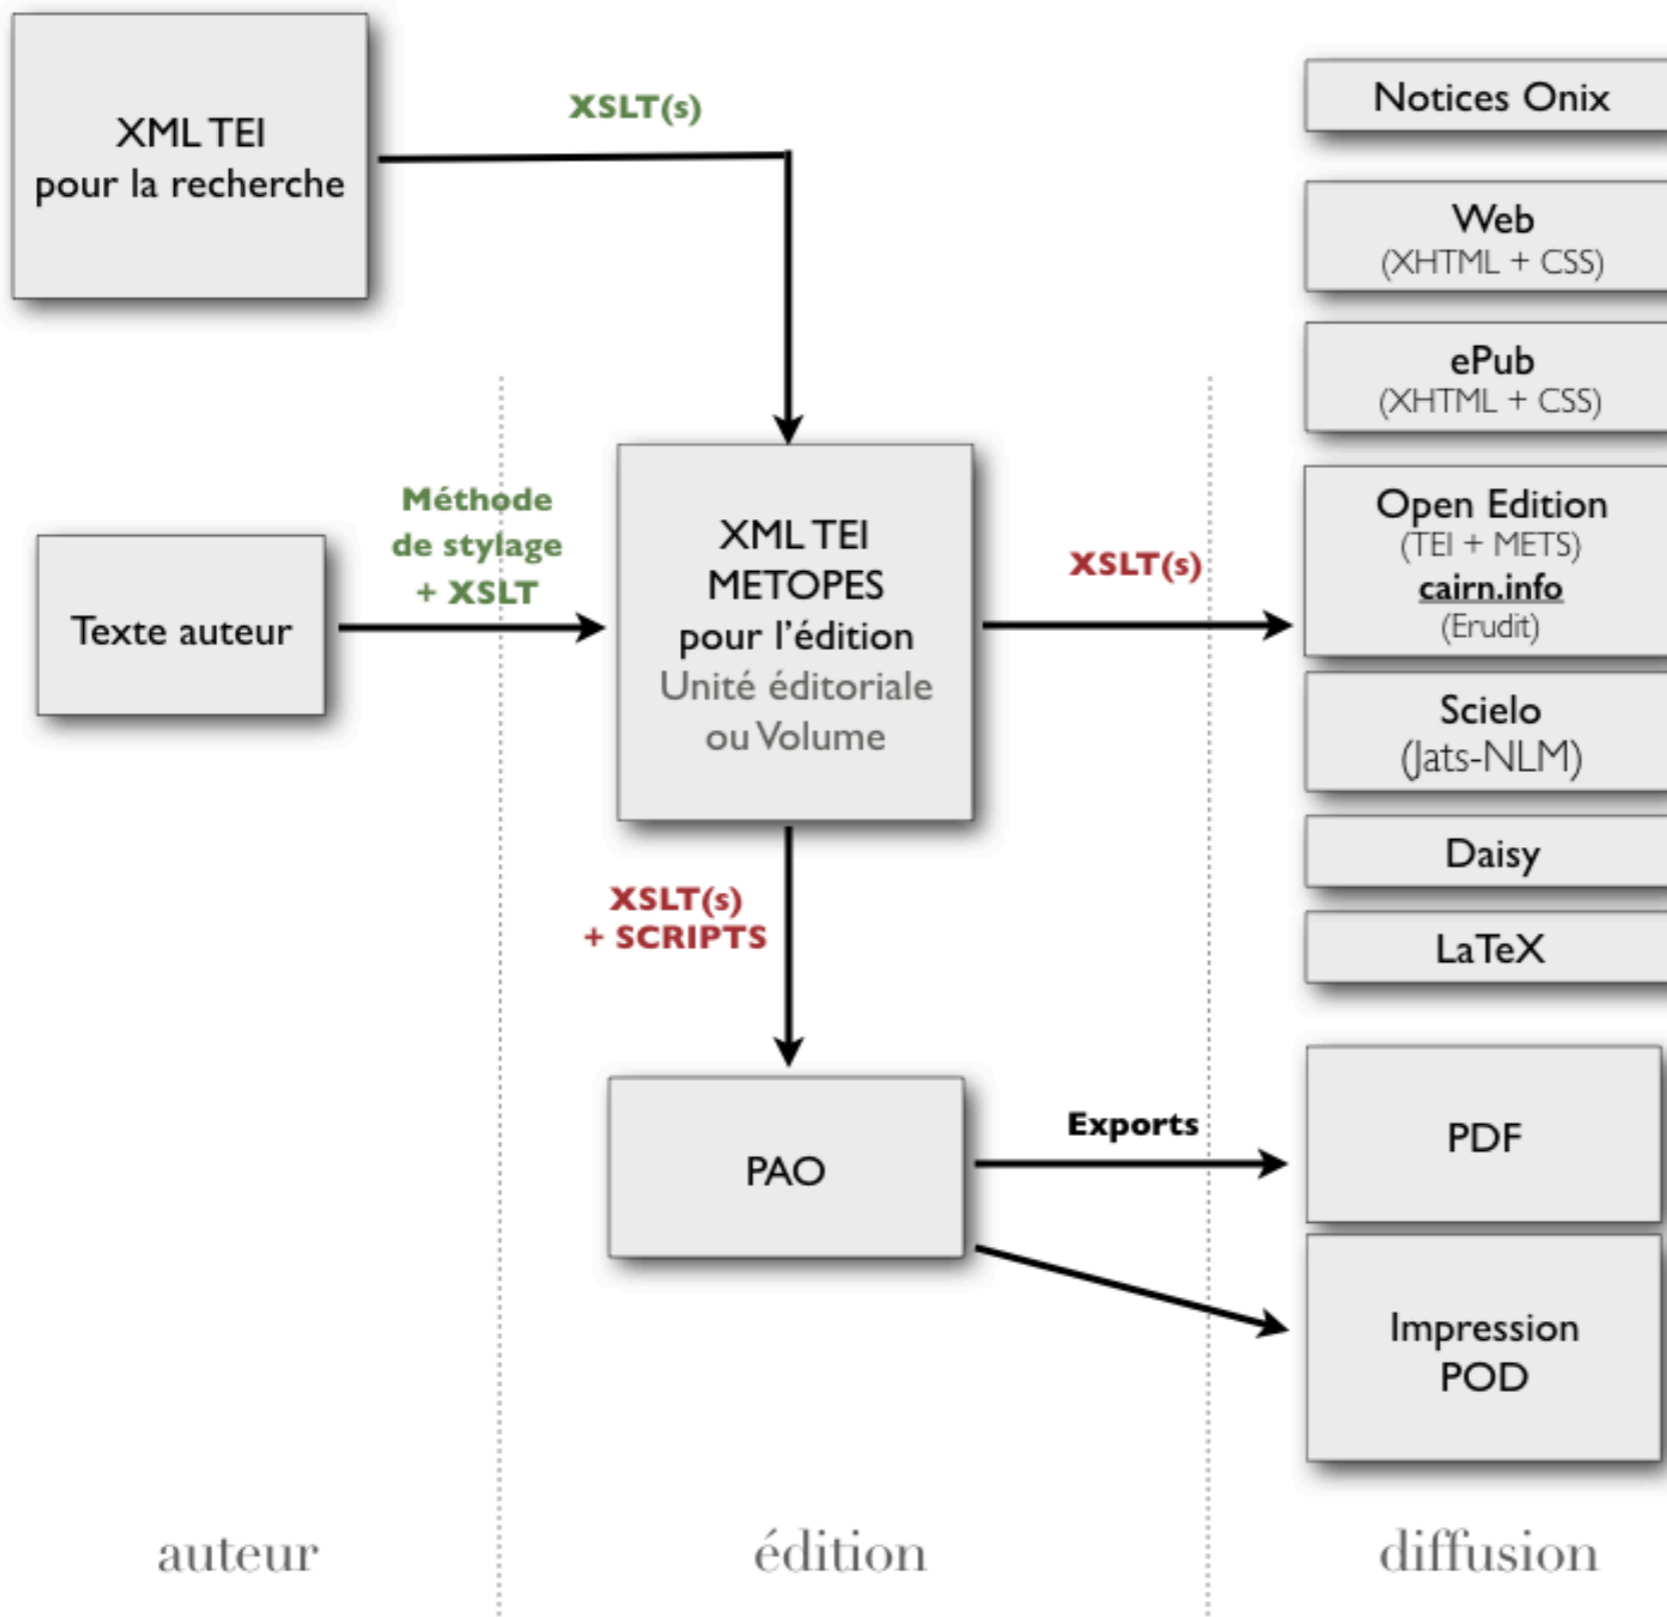 XML TEI
pour la recherche
XSLT(s)
Texte auteur
Méthode
de stylage
+ XSLT
XML TEI
METOPES
pour l'édition
Unité éditoriale
ou Volume
XSLT(s)
XSLT(s)
+ SCRIPTS
PAO
Exports
Notices Onix
Web
(XHTML + CSS)
ePub
(XHTML + CSS)
Open Edition
(TEI + METS)
cairn.info
(Erudit)
Scielo
(Jats-NLM)
Daisy
LaTeX
PDF
Impression
POD
auteur
édition
diffusion